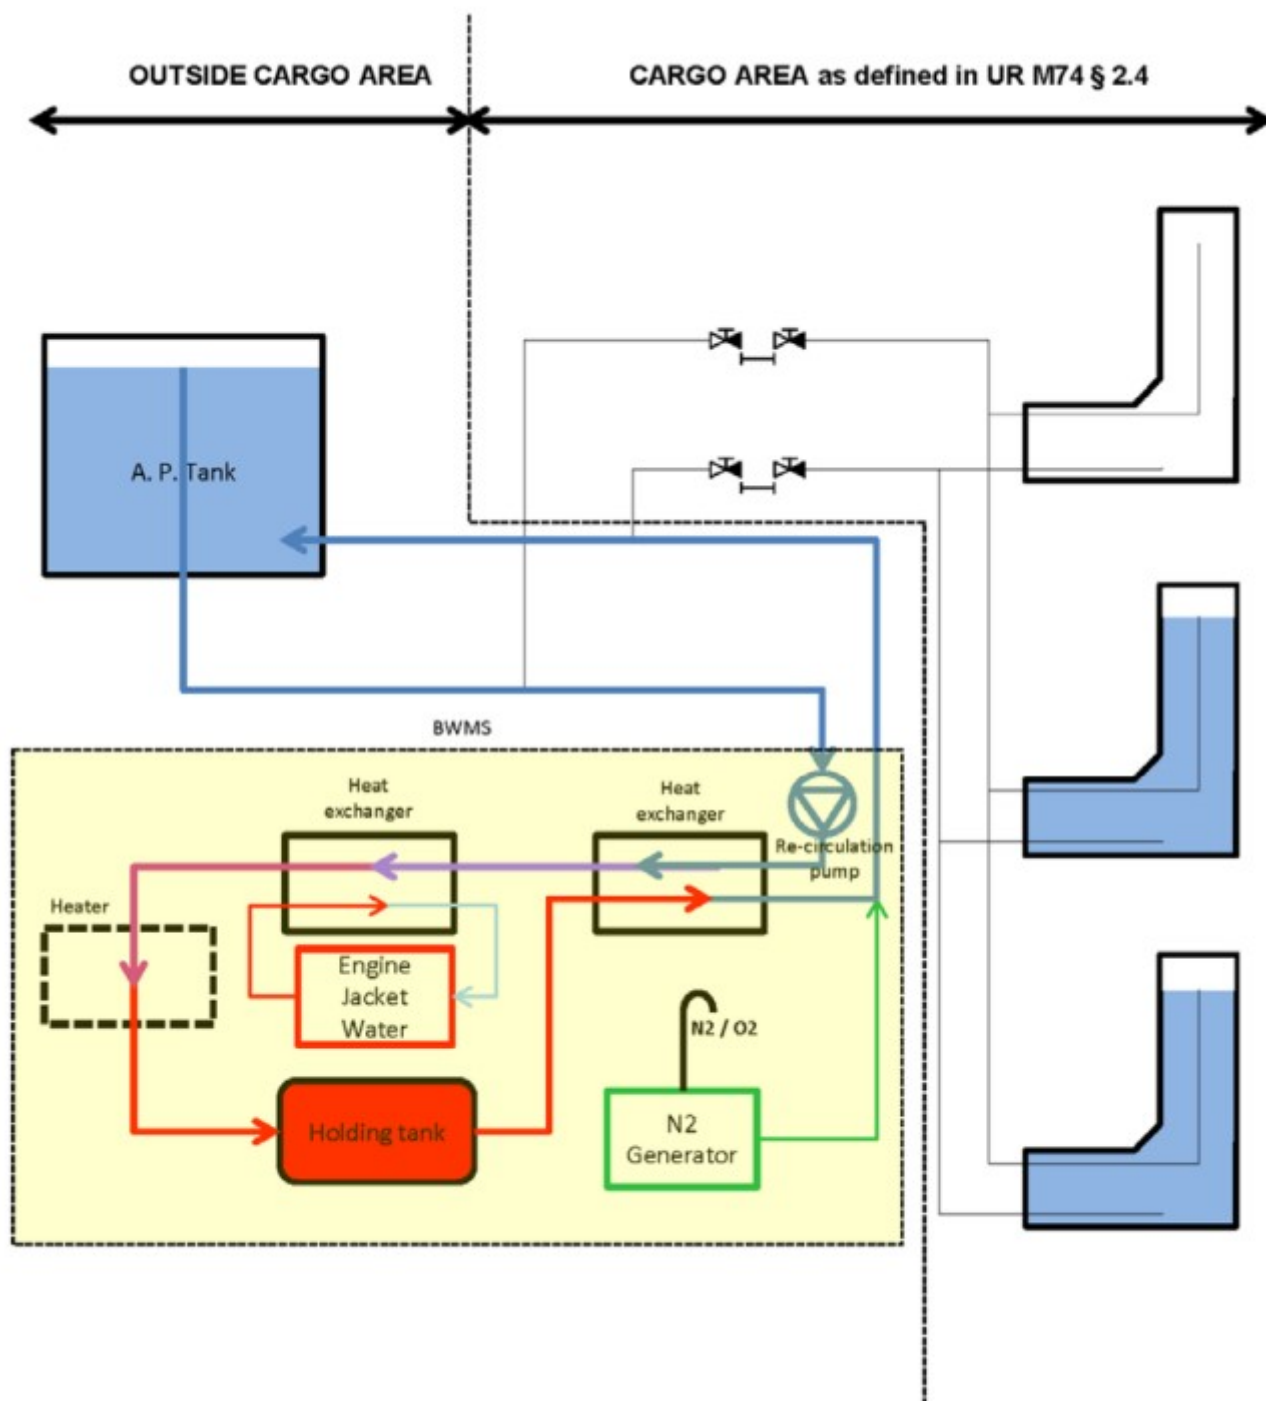 OUTSIDE CARGO AREA
CARGO AREA as defined in UR M74 § 2.4
A. P. Tank
BWMS
Heat
exchanger
Heat
exchanger
Re-circulation
pump
Heater
Engine
Jacket
Water
N2 / O2
Holding tank
N2
Generator